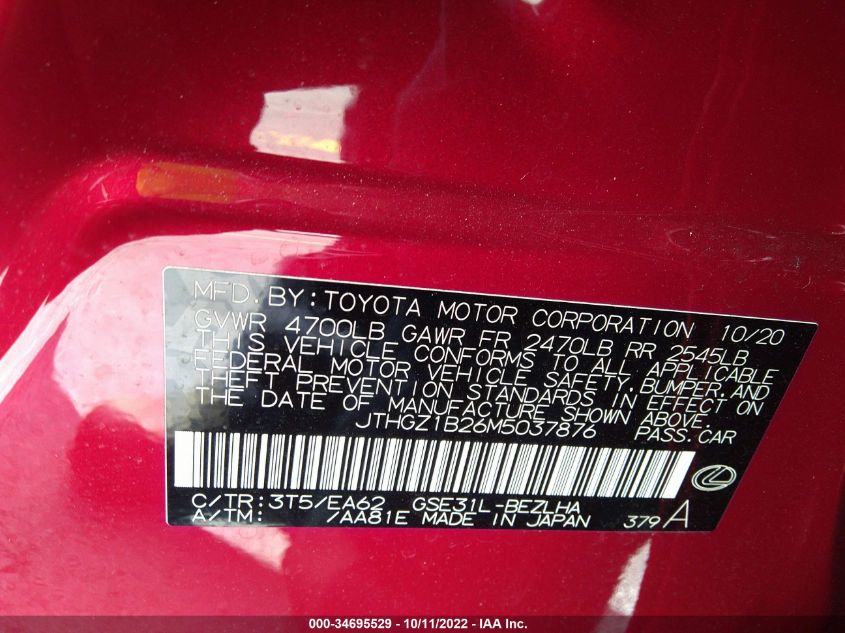 MFD. BY: TOYOTA MOTOR CORPORATION 10/20
GVWR 4700LB GAWR FR 2470LB RR 2545LB
THIS VEHICLE CONFORMS TO ALL APPLICABLE
FEDERAL MOTOR VEHICLE SAFETY, BUMPER, AND
THEFT PREVENTION STANDARDS IN EFFECT ON
THE DATE OF MANUFACTURE SHOWN ABOVE.
JTHGZ1B26M5037876 PASS. CAR
C/TR: 3T5/EA62 GSE31L-BEZLHA
A/TM: /AA81E MADE IN JAPAN 379 A
000-34695529 - 10/11/2022 - IAA Inc.